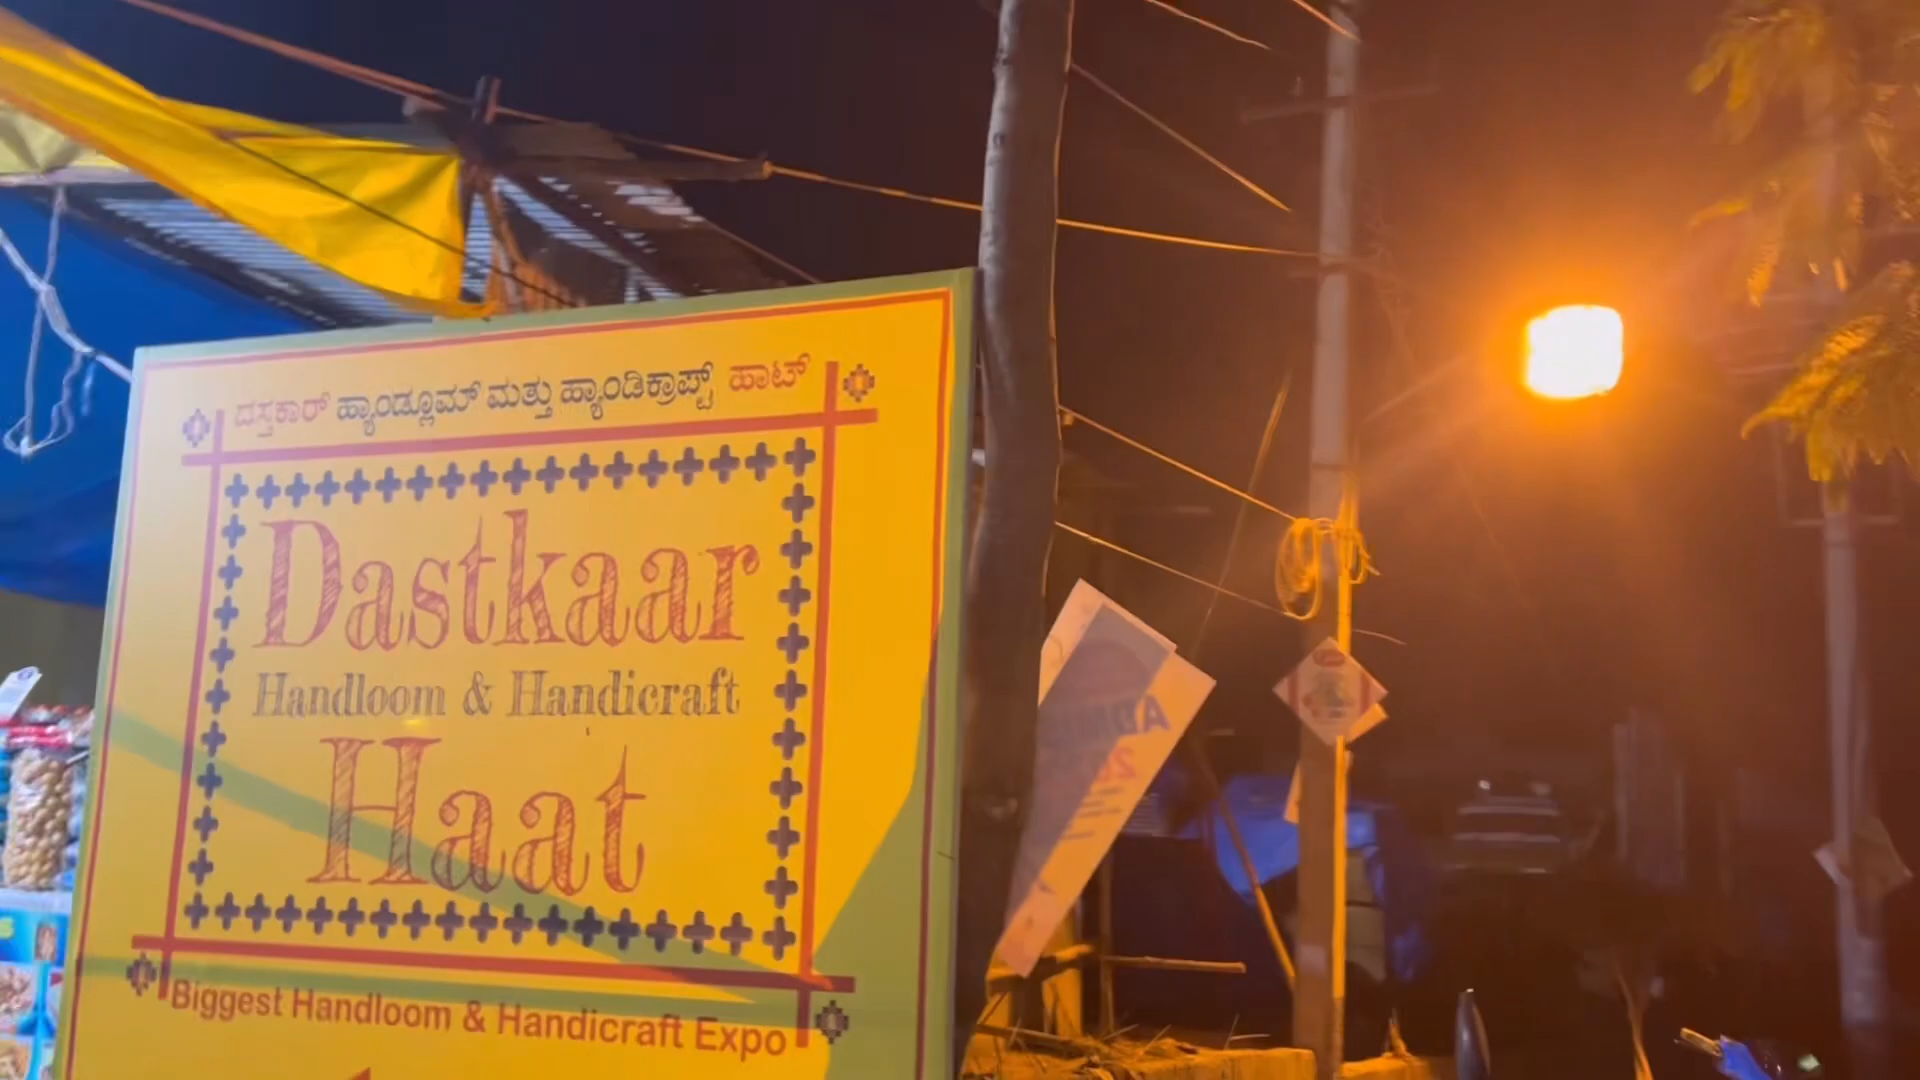 ದಸ್ತಕಾರ್ ಹ್ಯಾಂಡ್ಲೂಮ್ ಮತ್ತು ಹ್ಯಾಂಡಿಕ್ರಾಫ್ಟ್ ಹಾಟ್
Dastkaar
Handloom & Handicraft
Haat
Biggest Handloom & Handicraft Expo